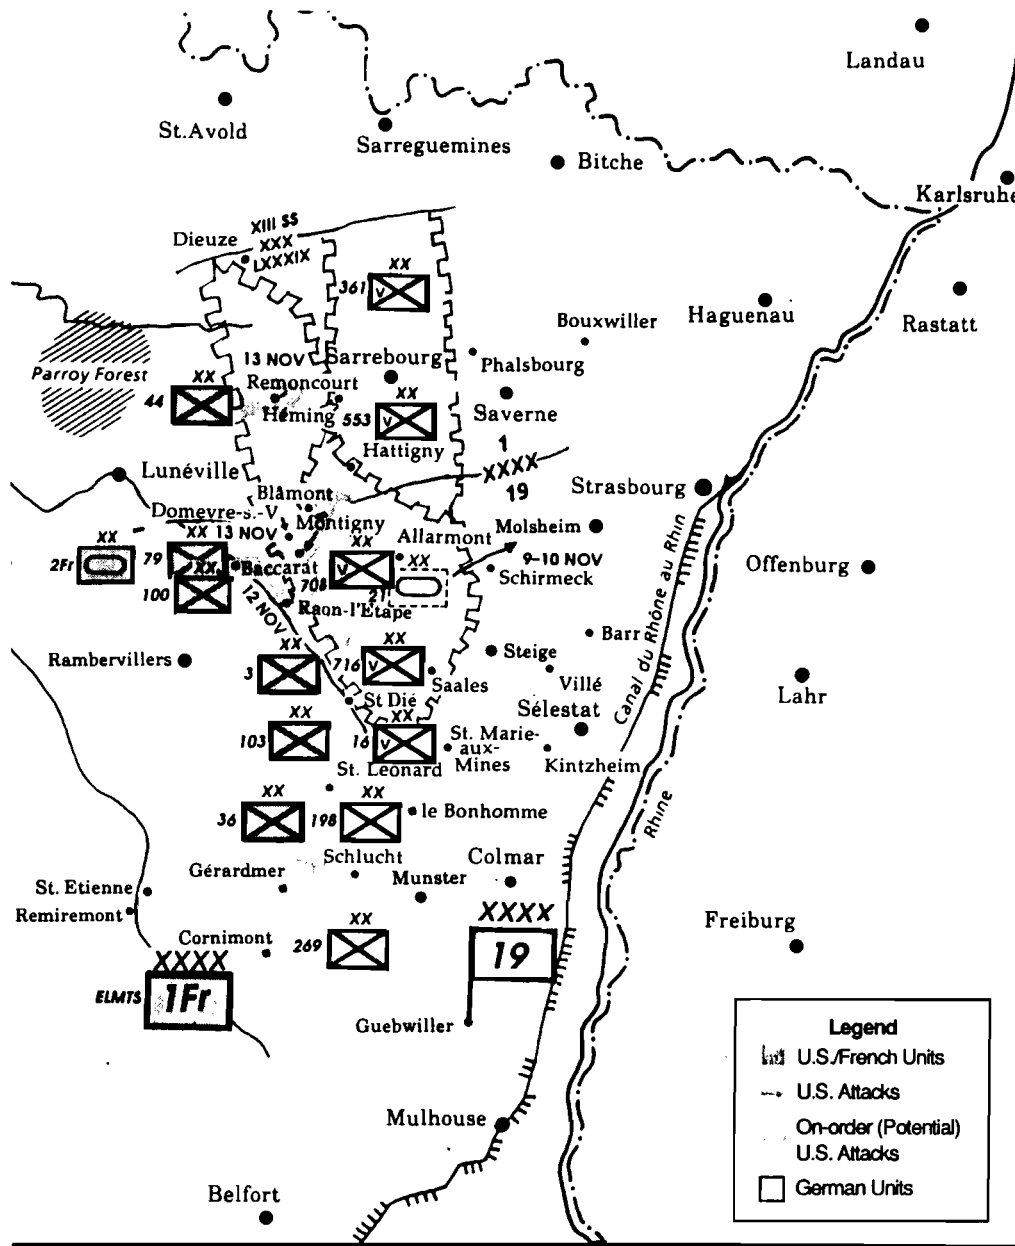 Landau
St.Avold
Sarreguemines
Bitche
Karlsruhe
XIII SS
Dieuze
XXX
LXXXIX
XX
361
V
Haguenau
Rastatt
Bouxwiller
13 NOV
Sarrebourg
Phalsbourg
Parroy Forest
XX
44
Remoncourt
XX
Héming
553
V
Saverne
Hattigny
1
XXXX
19
Lunéville
Strasbourg
Blâmont
Domevre-s.-V
Montigny
Molsheim
XX
2Fr
XX
79
13 NOV
Allarmont
XX
XX
9–10 NOV
Schirmeck
Offenburg
XX
100
Baccarat
708
V
21
12 NOV
Raon-l'Etape
Barr
Rambervillers
XX
3
XX
716
V
Steige
Saales
Villé
Lahr
St Dié
Sélestat
Canal du Rhône au Rhin
XX
103
XX
16
V
St. Marie-
aux-
Mines
Kintzheim
St. Léonard
XX
36
XX
198
le Bonhomme
Rhine
Schlucht
Colmar
Gérardmer
Munster
St. Etienne
Remiremont
XXXX
19
Freiburg
Cornimont
XX
269
XXXX
ELMTS
1Fr
Guebwiller
Legend
U.S./French Units
U.S. Attacks
On-order (Potential)
U.S. Attacks
German Units
Mulhouse
Belfort